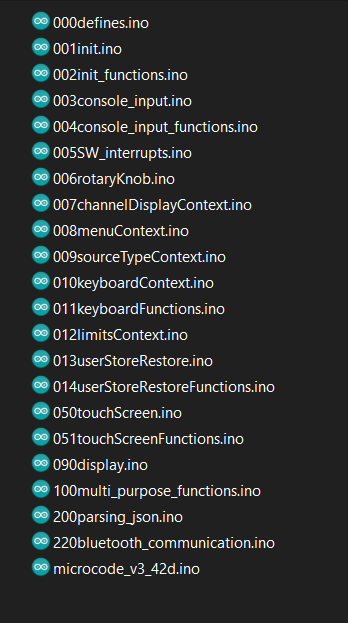 000defines.ino
001init.ino
002init_functions.ino
003console_input.ino
004console_input_functions.ino
005SW_interrupts.ino
006rotaryKnob.ino
007channelDisplayContext.ino
008menuContext.ino
009sourceTypeContext.ino
010keyboardContext.ino
011keyboardFunctions.ino
012limitsContext.ino
013userStoreRestore.ino
014userStoreRestoreFunctions.ino
050touchScreen.ino
051touchScreenFunctions.ino
090display.ino
100multi_purpose_functions.ino
200parsing_json.ino
220bluetooth_communication.ino
microcode_v3_42d.ino